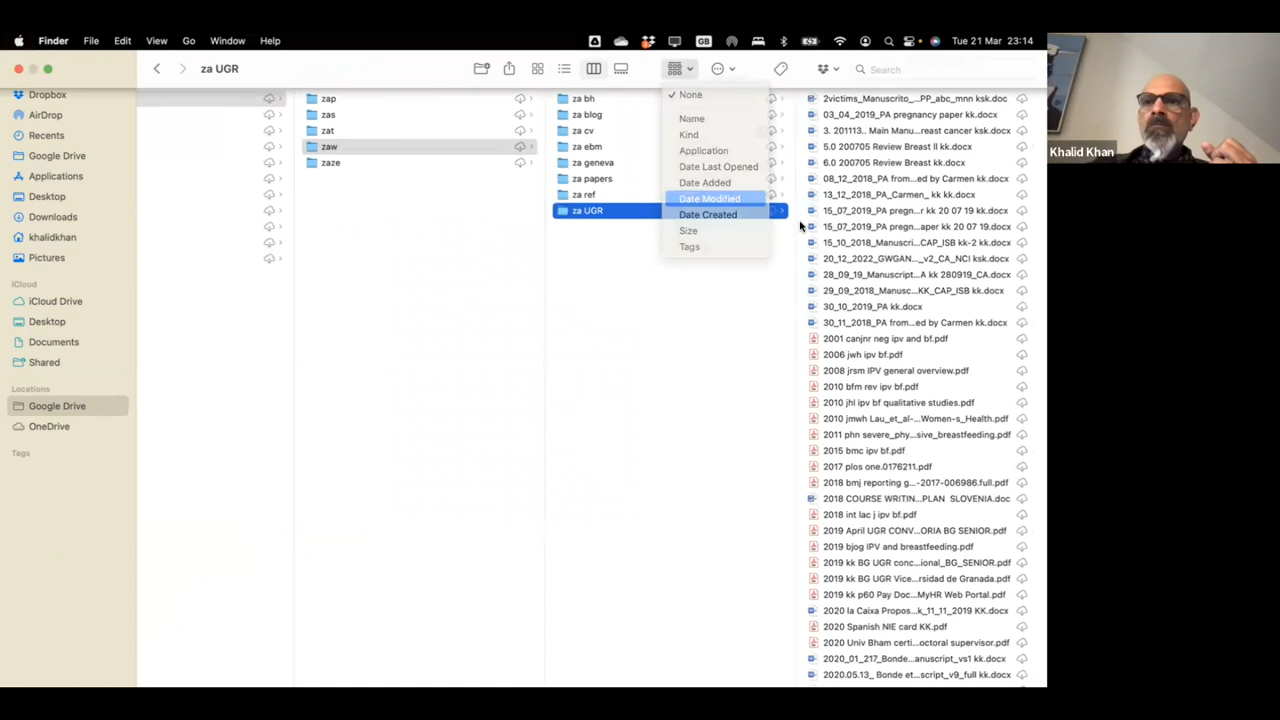 Finder File Edit View Go Window Help GB Tue 21 Mar 23:14
za UGR Search
Dropbox
AirDrop
Recents
Google Drive
Applications
Desktop
Downloads
khalidkhan
Pictures
iCloud
iCloud Drive
Desktop
Documents
Shared
Locations
Google Drive
OneDrive
Tags
zap
zas
zat
zaw
zaze
za bh
za blog
za cv
za ebm
za geneva
za papers
za ref
za UGR
✓ None
Name
Kind
Application
Date Last Opened
Date Added
Date Modified
Date Created
Size
Tags
2victims_Manuscrito_...PP_abc_mnn ksk.doc
03_04_2019_PA pregnancy paper kk.docx
3. 201113.. Main Manu...reast cancer ksk.docx
5.0 200705 Review Breast ll kk.docx
6.0 200705 Review Breast kk.docx
08_12_2018_PA from...ed by Carmen kk.docx
13_12_2018_PA_Carmen_ kk kk.docx
15_07_2019_PA pregn...r kk 20 07 19 kk.docx
15_07_2019_PA pregn...aper kk 20 07 19.docx
15_10_2018_Manuscri...CAP_ISB kk-2 kk.docx
20_12_2022_GWGAN..._v2_CA_NCI ksk.docx
28_09_19_Manuscript...A kk 280919_CA.docx
29_09_2018_Manusc...KK_CAP_ISB kk.docx
30_10_2019_PA kk.docx
30_11_2018_PA from...ed by Carmen kk.docx
2001 canjnr neg ipv and bf.pdf
2006 jwh ipv bf.pdf
2008 jrsm IPV general overview.pdf
2010 bfm rev ipv bf.pdf
2010 jhl ipv bf qualitative studies.pdf
2010 jmwh Lau_et_al-...Women-s_Health.pdf
2011 phn severe_phy...sive_breastfeeding.pdf
2015 bmc ipv bf.pdf
2017 plos one.0176211.pdf
2018 bmj reporting g...-2017-006986.full.pdf
2018 COURSE WRITIN...PLAN SLOVENIA.doc
2018 int lac j ipv bf.pdf
2019 April UGR CONV...ORIA BG SENIOR.pdf
2019 bjog IPV and breastfeeding.pdf
2019 kk BG UGR conc...ional_BG_SENIOR.pdf
2019 kk BG UGR Vice...rsidad de Granada.pdf
2019 kk p60 Pay Doc...MyHR Web Portal.pdf
2020 la Caixa Propos...k_11_11_2019 KK.docx
2020 Spanish NIE card KK.pdf
2020 Univ Bham certi...octoral supervisor.pdf
2020_01_217_Bonde...anuscript_vs1 kk.docx
2020.05.13_ Bonde et...script_v9_full kk.docx
Khalid Khan